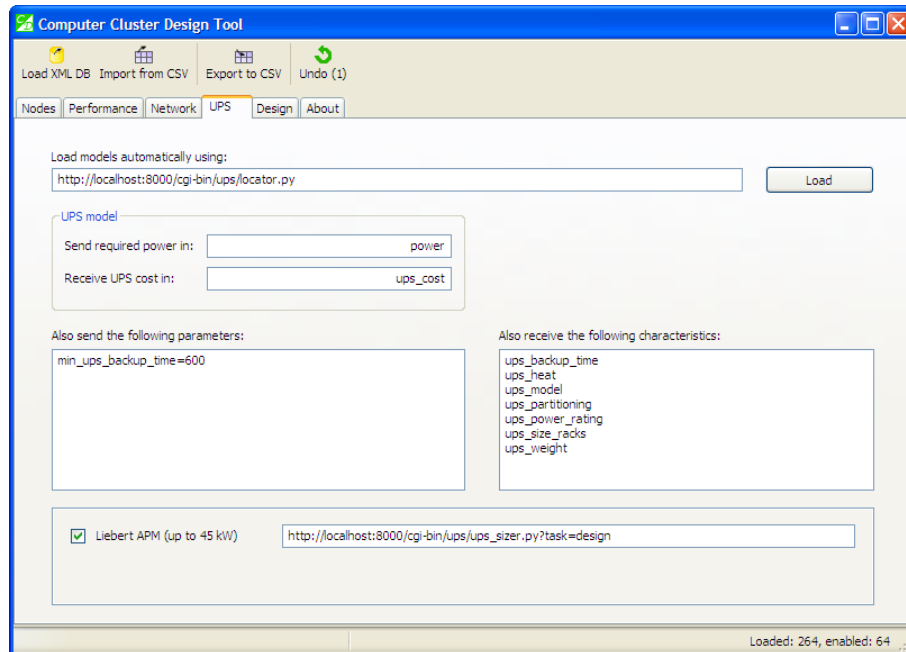 Computer Cluster Design Tool
Load XML DB Import from CSV Export to CSV Undo (1)
Nodes Performance Network UPS Design About
Load models automatically using:
http://localhost:8000/cgi-bin/ups/locator.py Load
UPS model
Send required power in: power
Receive UPS cost in: ups_cost
Also send the following parameters:
min_ups_backup_time=600
Also receive the following characteristics:
ups_backup_time
ups_heat
ups_model
ups_partitioning
ups_power_rating
ups_size_racks
ups_weight
Liebert APM (up to 45 kW) http://localhost:8000/cgi-bin/ups/ups_sizer.py?task=design
Loaded: 264, enabled: 64